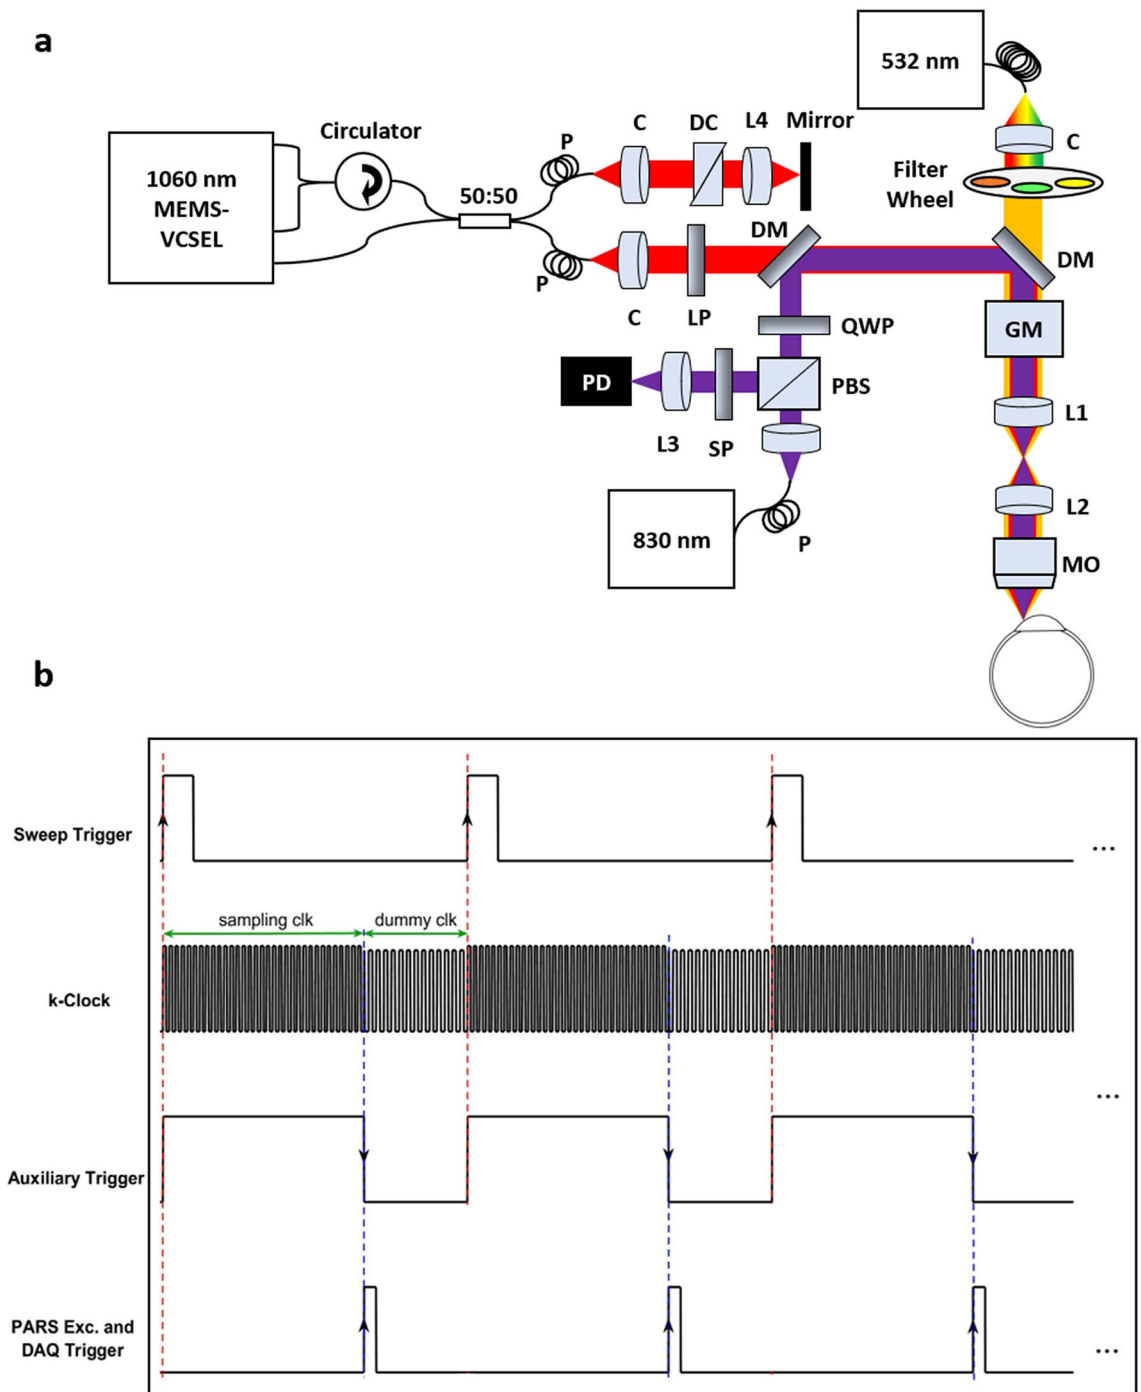 a
532 nm
C
Filter
Wheel
DM
1060 nm
MEMS-
VCSEL
Circulator
50:50
P
C
DC
L4
Mirror
P
C
LP
DM
QWP
GM
PD
L3
SP
PBS
L1
L2
830 nm
P
MO
b
Sweep Trigger
...
sampling clk
dummy clk
k-Clock
...
Auxiliary Trigger
PARS Exc. and
DAQ Trigger
...